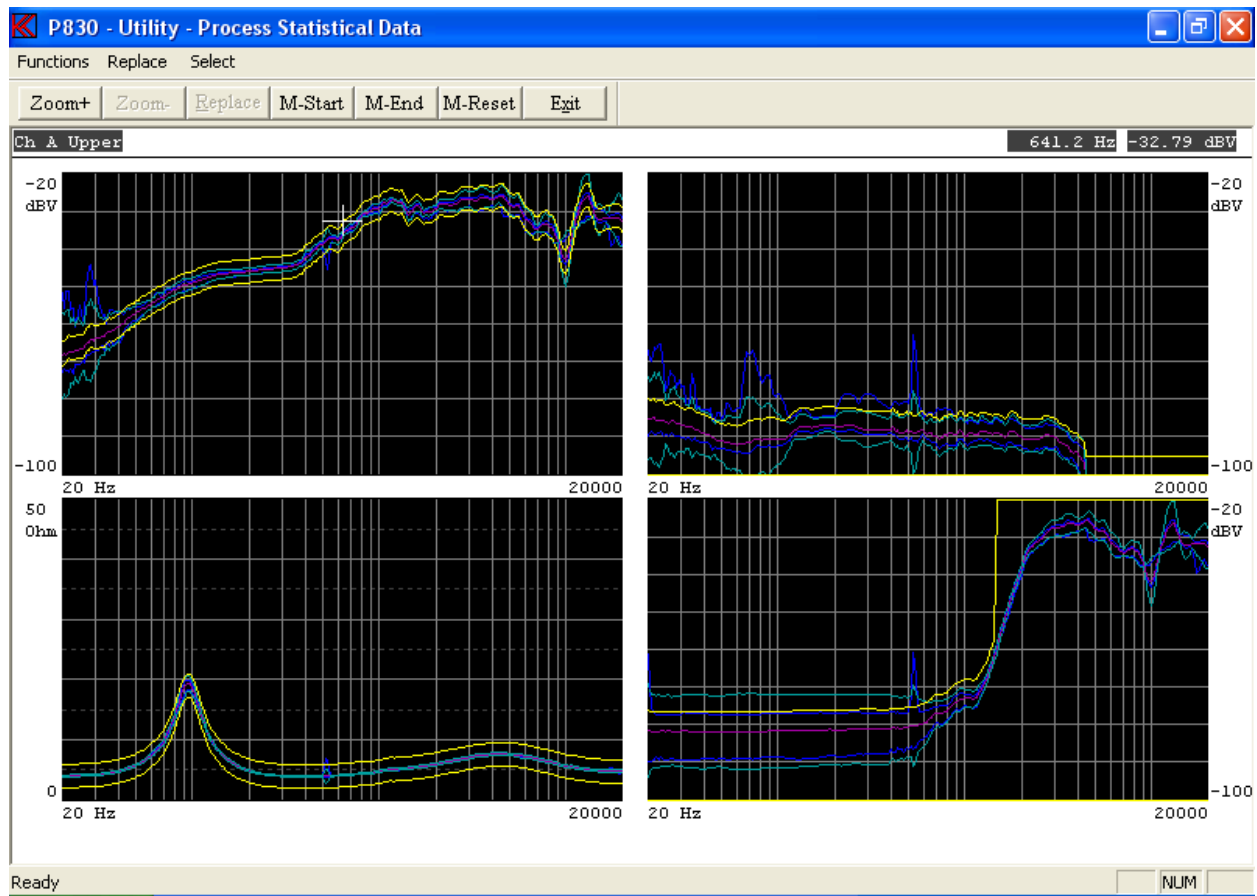 P830 - Utility - Process Statistical Data
Functions Replace Select
Zoom+ Zoom- Replace M-Start M-End M-Reset Exit
Ch A Upper 641.2 Hz -32.79 dBV
-20
dBV
-100
20 Hz 20000
-20
dBV
-100
20 Hz 20000
50
Ohm
0
20 Hz 20000
-20
dBV
-100
20 Hz 20000
Ready NUM